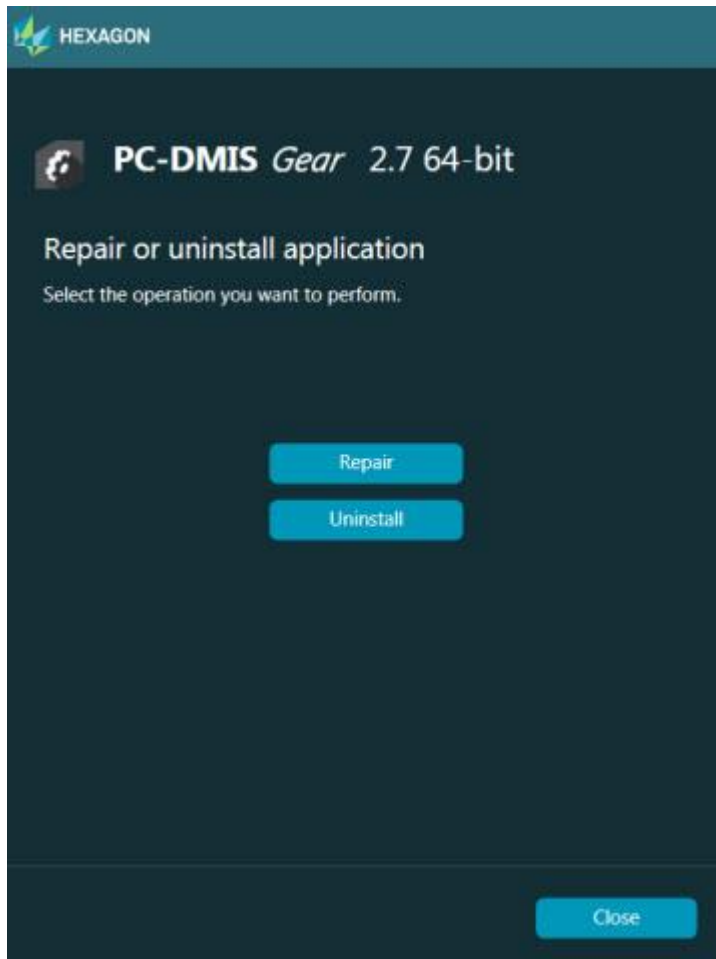 HEXAGON
PC-DMIS Gear 2.7 64-bit
Repair or uninstall application
Select the operation you want to perform.
Repair
Uninstall
Close